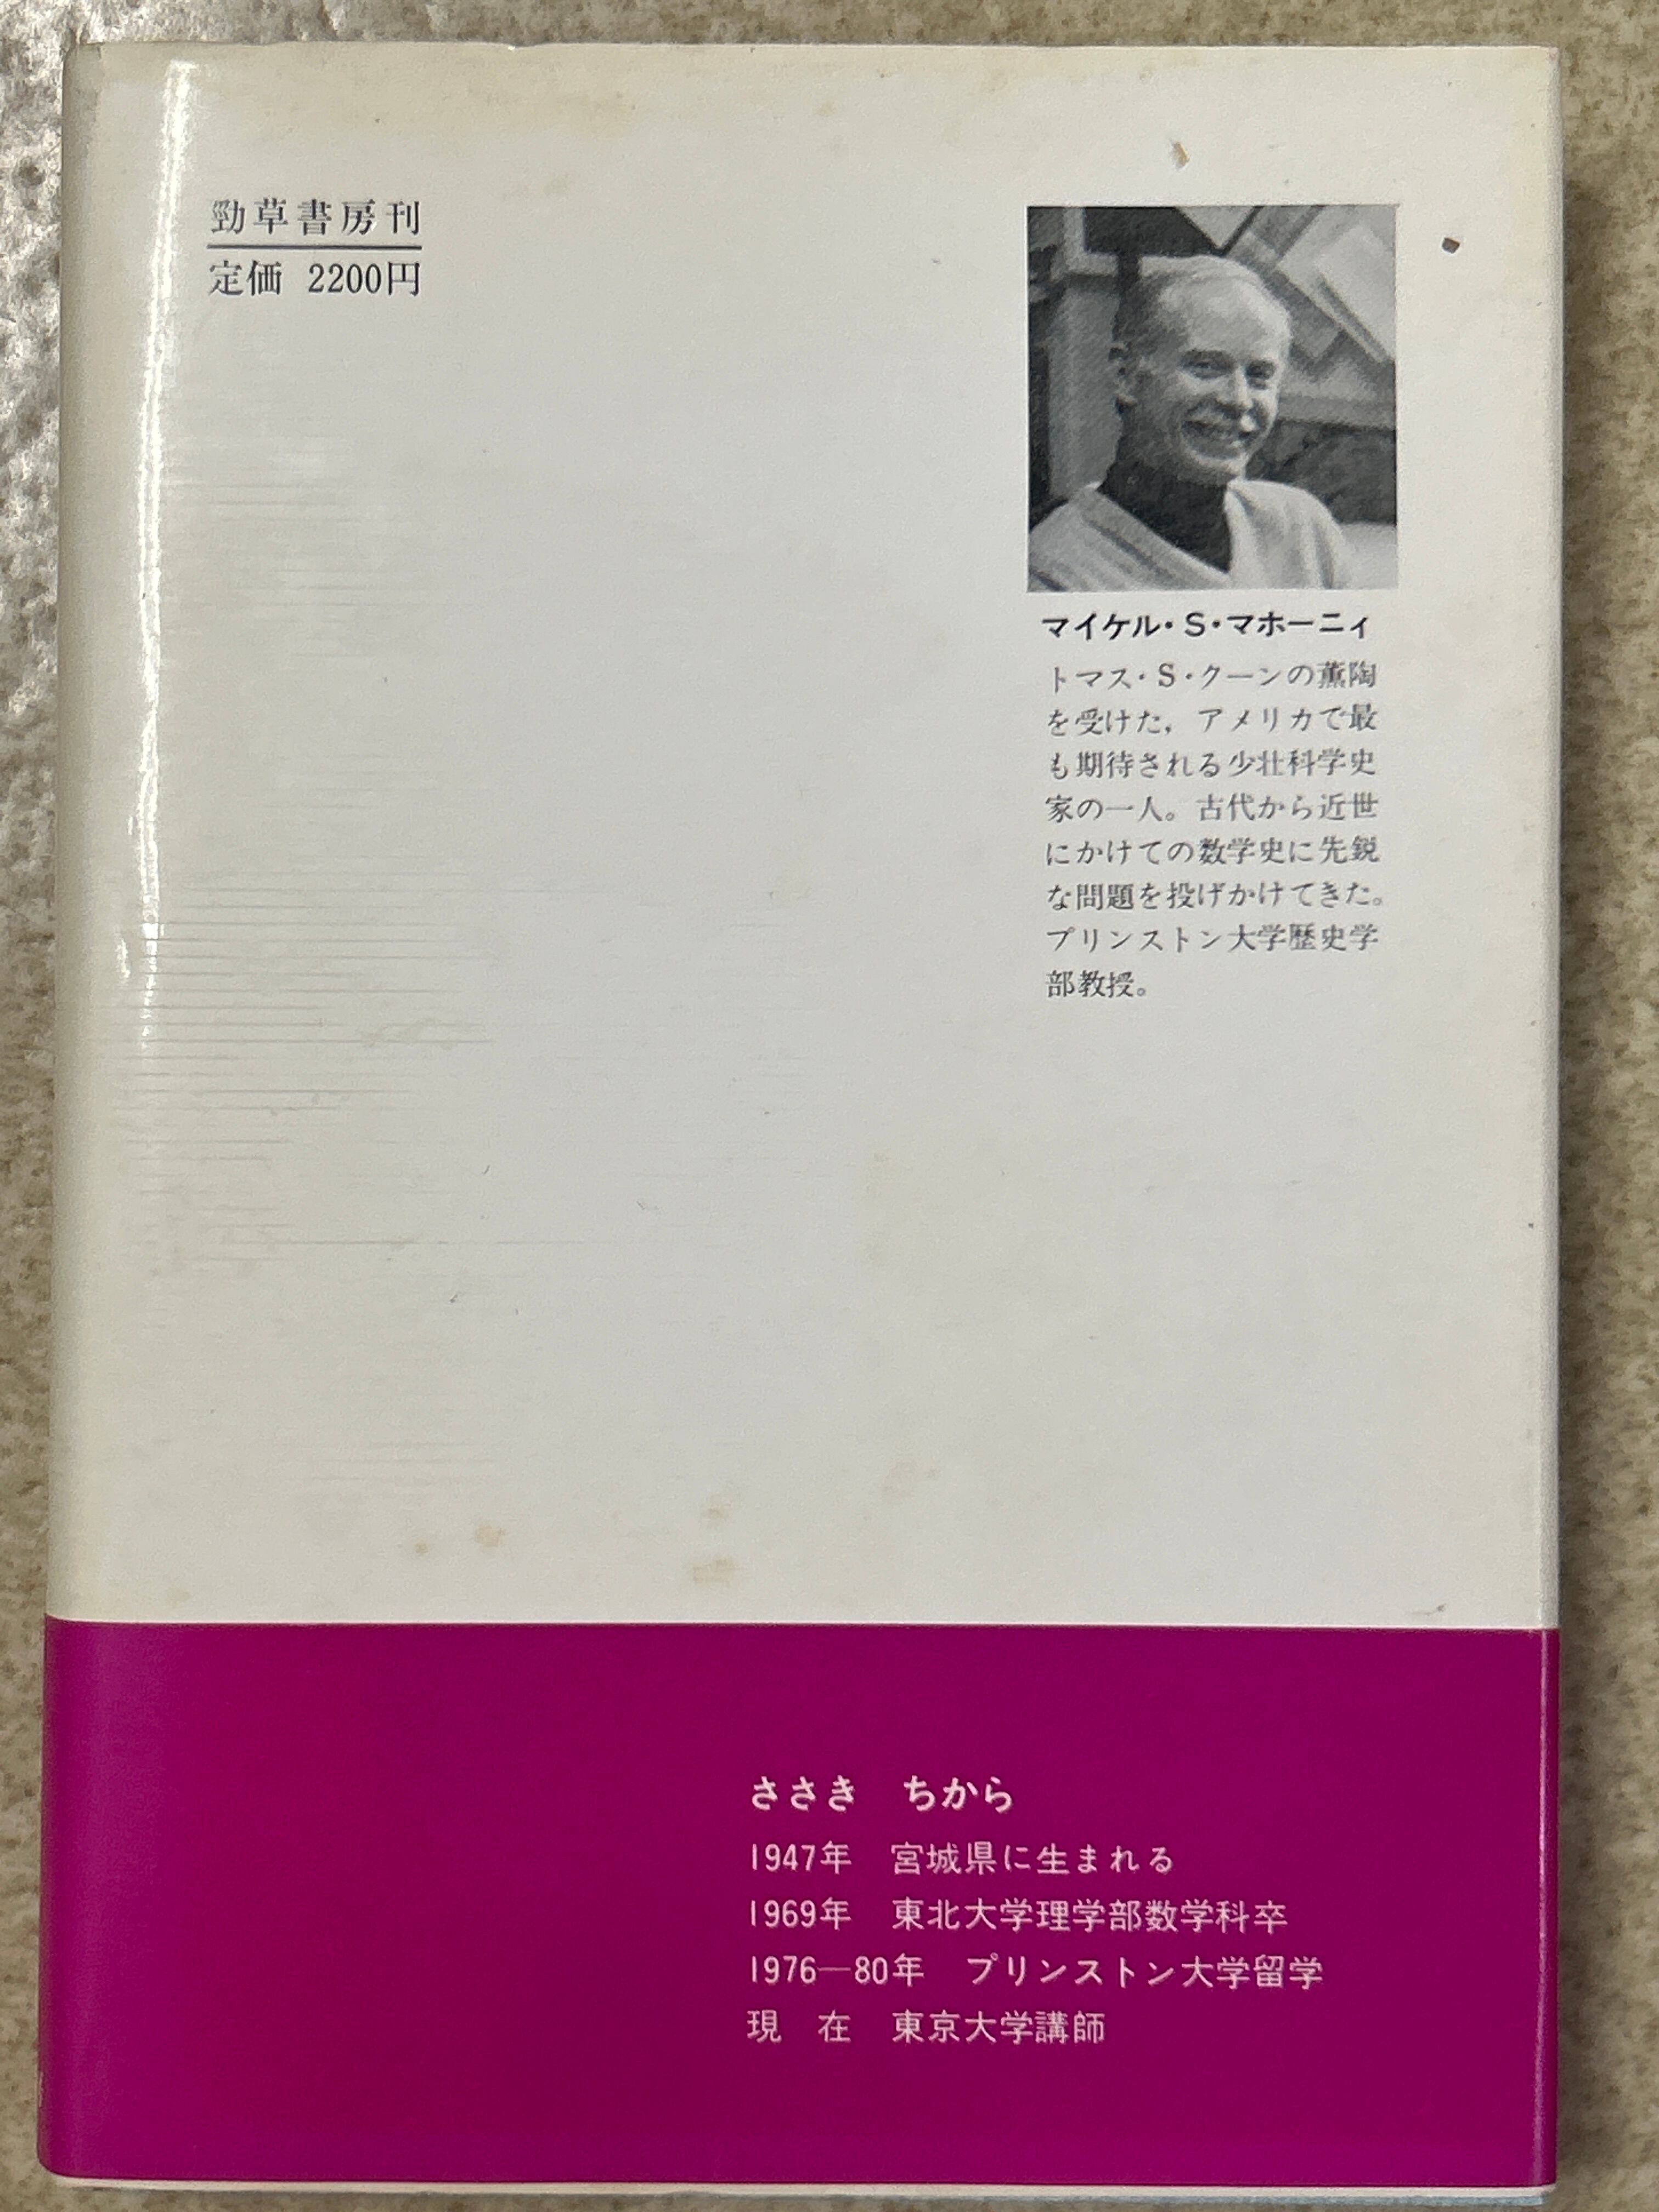 勁草書房刊
定価 2200円
マイケル・S・マホーニィ
トマス・S・クーンの薫陶
を受けた，アメリカで最
も期待される少壮科学史
家の一人。古代から近世
にかけての数学史に先鋭
な問題を投げかけてきた。
プリンストン大学歴史学
部教授。
ささき　ちから
1947年　宮城県に生まれる
1969年　東北大学理学部数学科卒
1976—80年　プリンストン大学留学
現　在　東京大学講師